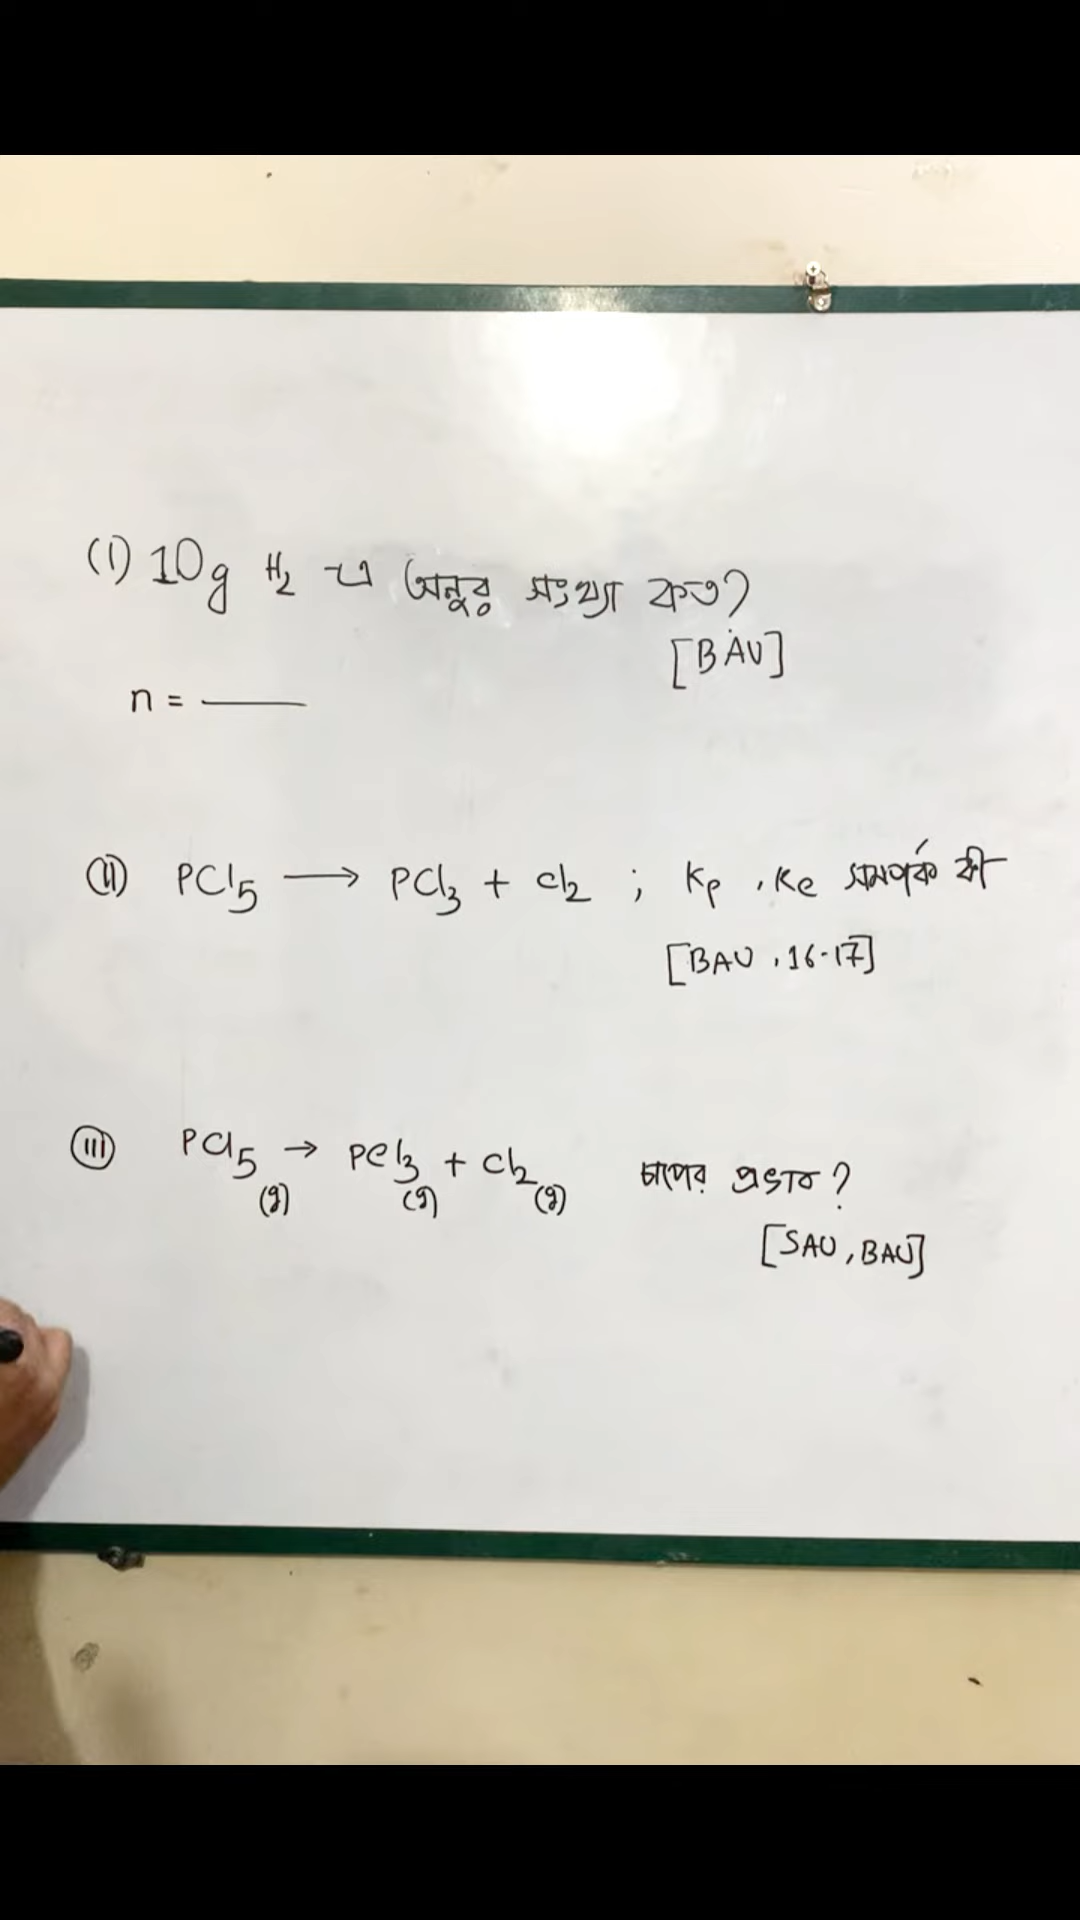 (I) 10g H₂ এ অনুর সংখ্যা কত?
[BAU]
n = ———
(II) PCl₅ ⟶ PCl₃ + Cl₂ ; Kp , Kc সম্পর্ক কী
[BAU , 16-17]
(III) PCl₅(g) → PCl₃(g) + Cl₂(g) চাপের প্রভাব ?
[SAU , BAU]